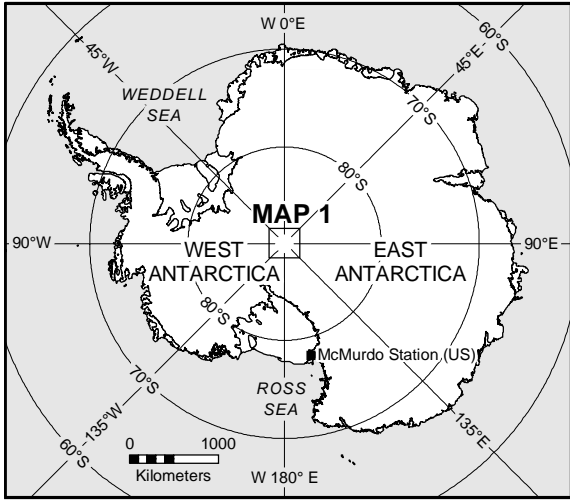 W 0°E
60°S
45°W
45°E
WEDDELL
SEA
70°S
80°S
MAP 1
90°W
WEST
ANTARCTICA
EAST
ANTARCTICA
90°E
80°S
McMurdo Station (US)
70°S
ROSS
SEA
135°W
135°E
60°S
0 1000
Kilometers
W 180° E